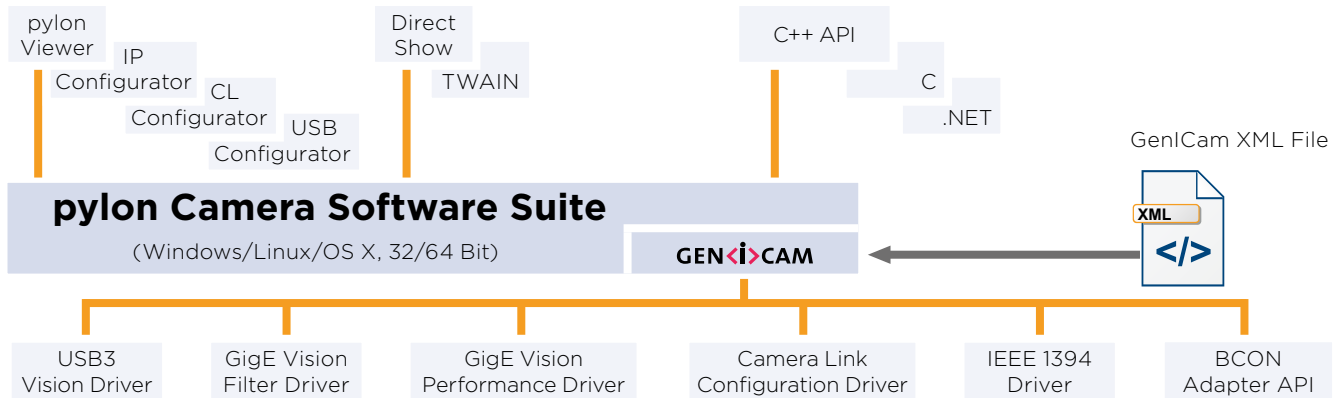 pylon
Viewer
IP
Configurator
CL
Configurator
USB
Configurator
Direct
Show
TWAIN
C++ API
C
.NET
GenICam XML File
XML
</>
pylon Camera Software Suite
(Windows/Linux/OS X, 32/64 Bit)
GEN<i>CAM
USB3
Vision Driver
GigE Vision
Filter Driver
GigE Vision
Performance Driver
Camera Link
Configuration Driver
IEEE 1394
Driver
BCON
Adapter API